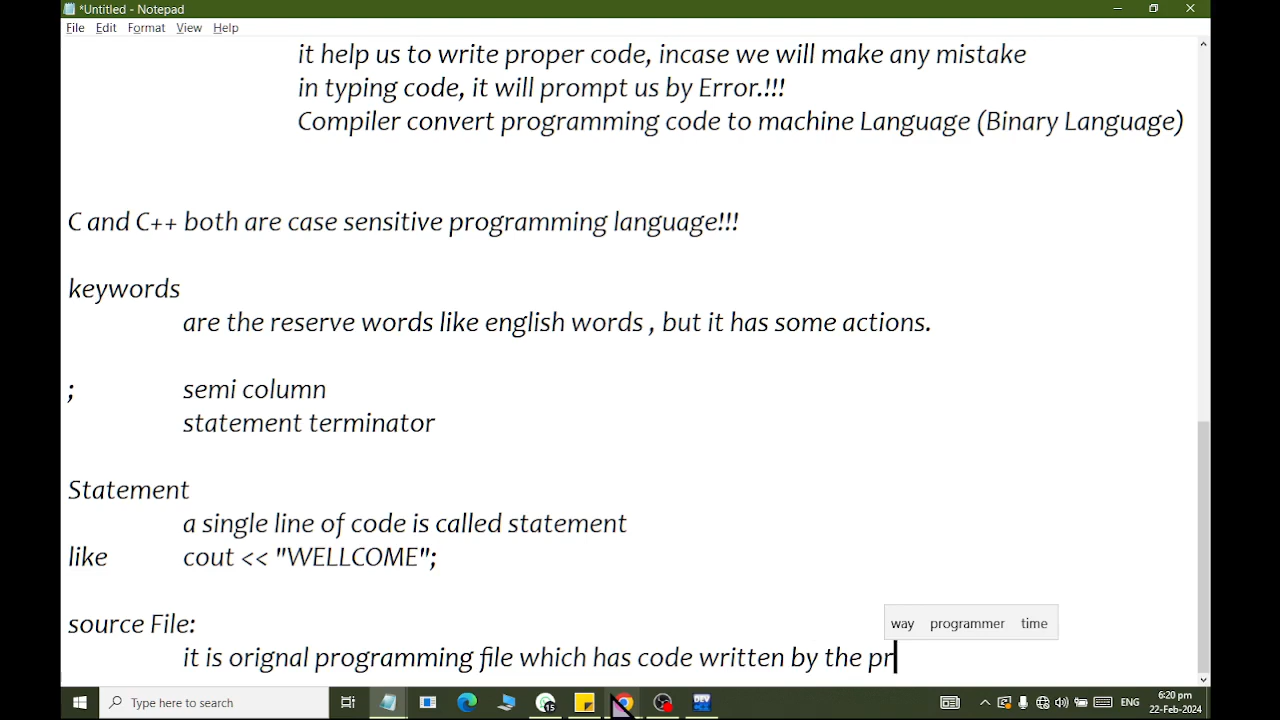 *Untitled - Notepad
File Edit Format View Help
it help us to write proper code, incase we will make any mistake
in typing code, it will prompt us by Error.!!!
Compiler convert programming code to machine Language (Binary Language)
C and C++ both are case sensitive programming language!!!
keywords
are the reserve words like english words , but it has some actions.
; semi column
statement terminator
Statement
a single line of code is called statement
like cout << "WELLCOME";
source File:
way programmer time
it is orignal programming file which has code written by the pr
Type here to search
15
ENG
6:20 pm
22-Feb-2024